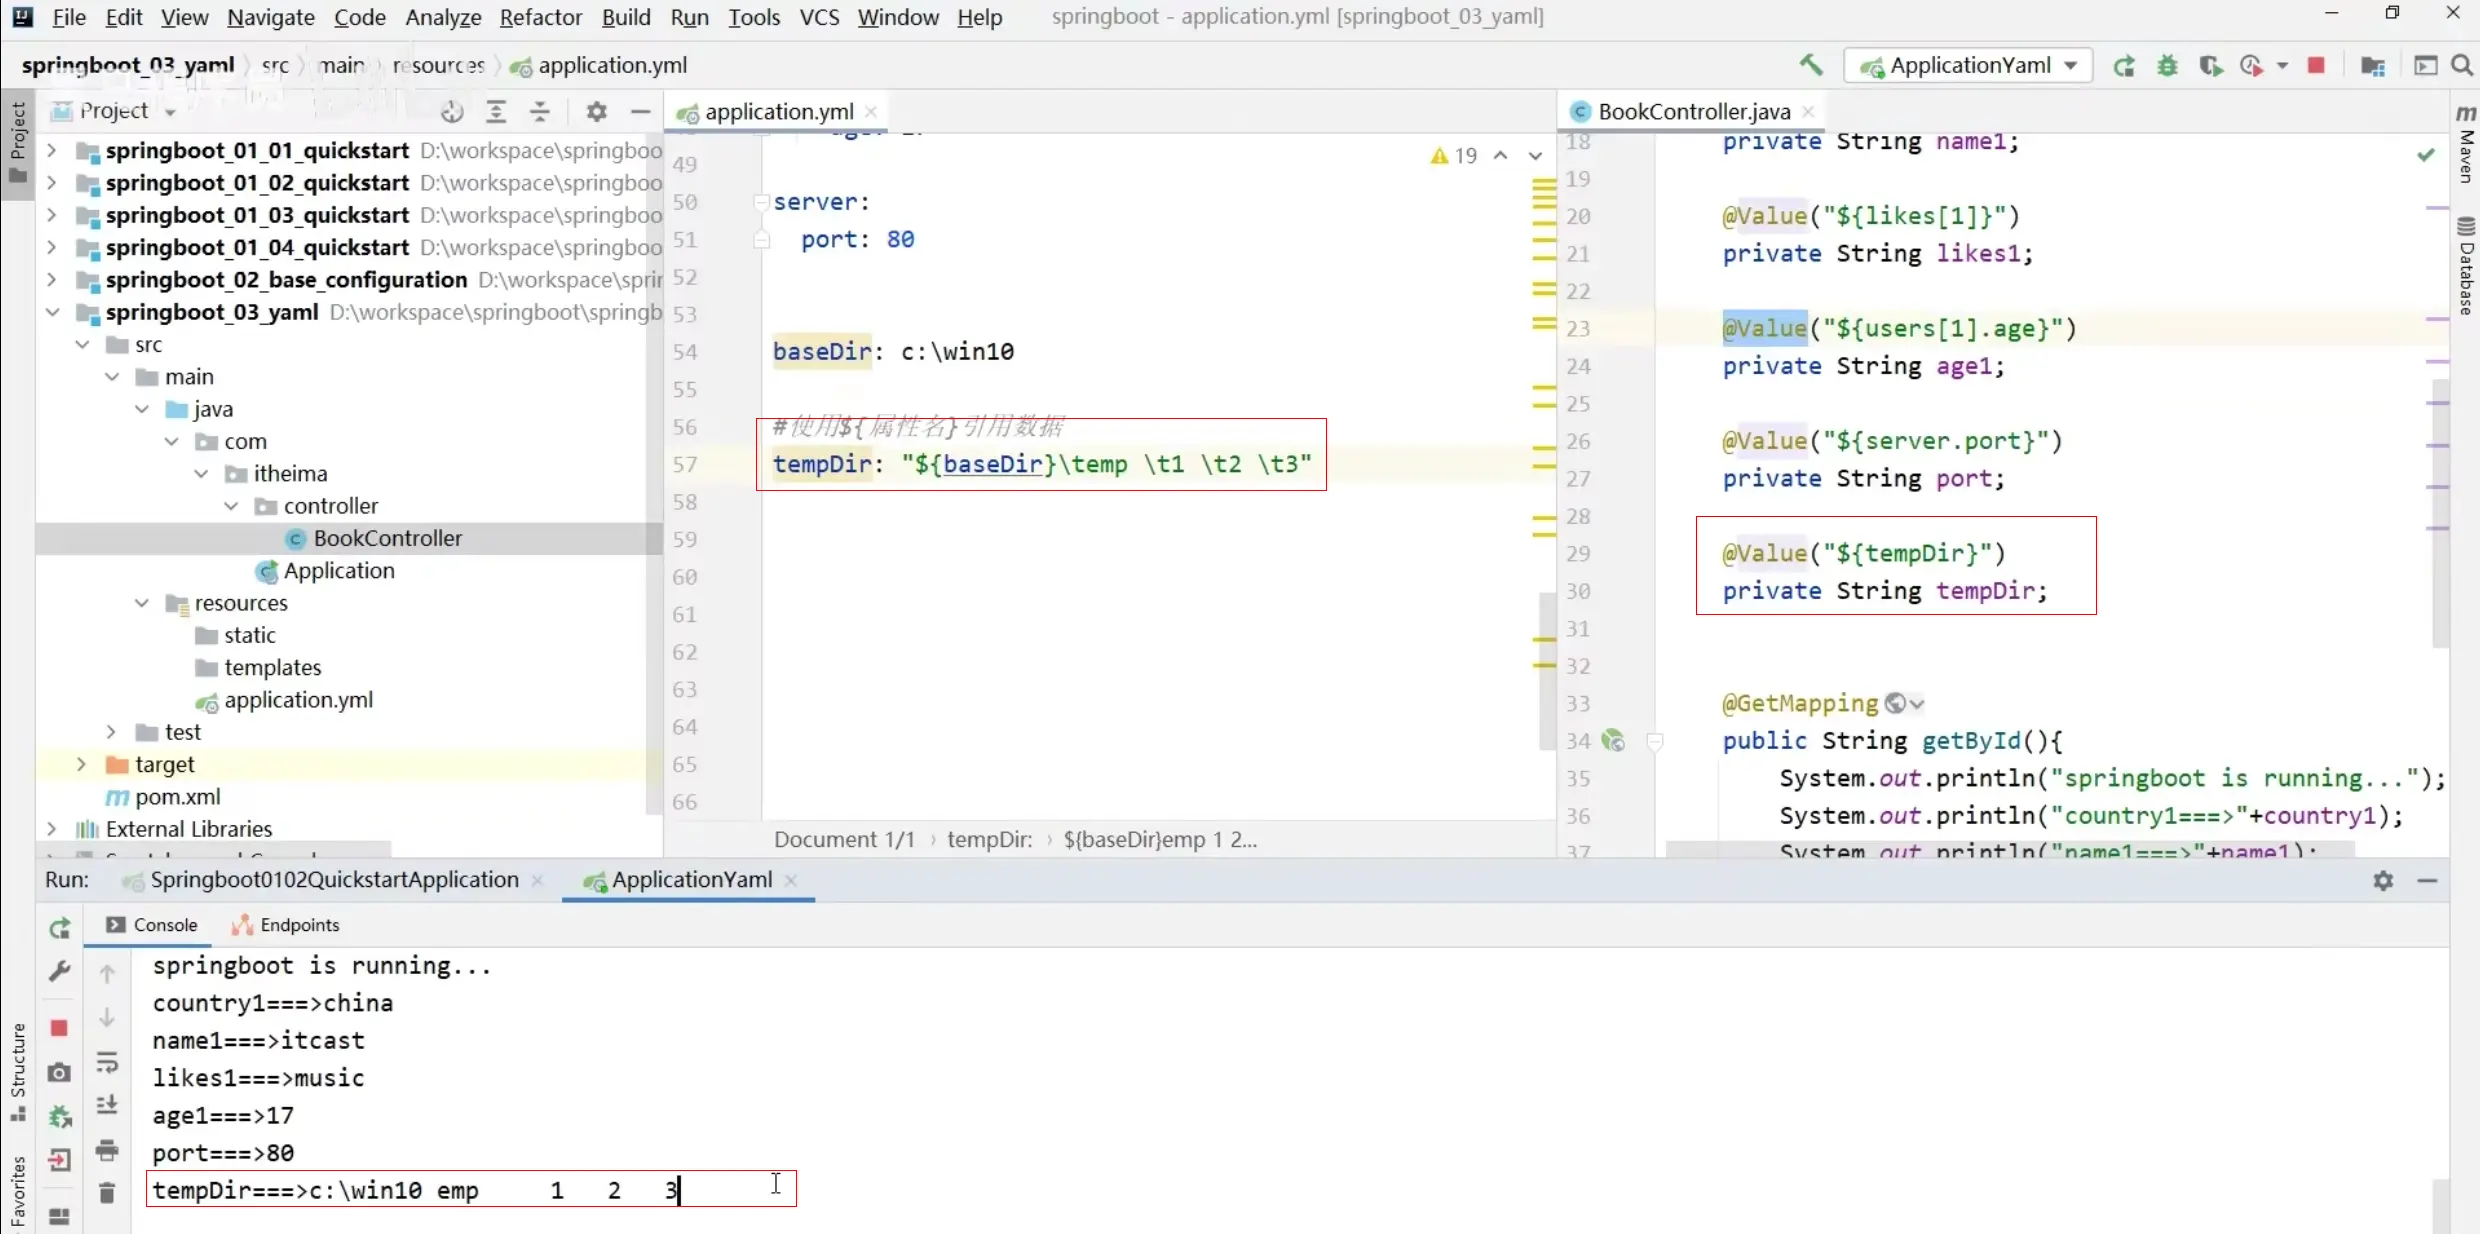 File Edit View Navigate Code Analyze Refactor Build Run Tools VCS Window Help springboot - application.yml [springboot_03_yaml]
springboot_03_yaml src main resources application.yml
ApplicationYaml
Project
application.yml
BookController.java
Project
springboot_01_01_quickstart D:\workspace\springboo
springboot_01_02_quickstart D:\workspace\springboo
springboot_01_03_quickstart D:\workspace\springboo
springboot_01_04_quickstart D:\workspace\springboo
springboot_02_base_configuration D:\workspace\sprir
springboot_03_yaml D:\workspace\springboot\springb
src
main
java
com
itheima
controller
BookController
Application
resources
static
templates
application.yml
test
target
pom.xml
External Libraries
19
49
50 server:
51 port: 80
52
53
54 baseDir: c:\win10
55
56 #使用${属性名}引用数据
57 tempDir: "${baseDir}\temp \t1 \t2 \t3"
58
59
60
61
62
63
64
65
66
Document 1/1 › tempDir: › ${baseDir}emp 1 2...
18 private String name1;
19
20 @Value("${likes[1]}")
21 private String likes1;
22
23 @Value("${users[1].age}")
24 private String age1;
25
26 @Value("${server.port}")
27 private String port;
28
29 @Value("${tempDir}")
30 private String tempDir;
31
32
33 @GetMapping
34 public String getById(){
35 System.out.println("springboot is running...");
36 System.out.println("country1===>"+country1);
37 System.out.println("name1===>"+name1);
Maven
Database
Run: Springboot0102QuickstartApplication ApplicationYaml
Console Endpoints
springboot is running...
country1===>china
name1===>itcast
likes1===>music
age1===>17
port===>80
tempDir===>c:\win10 emp 1 2 3
Structure
Favorites